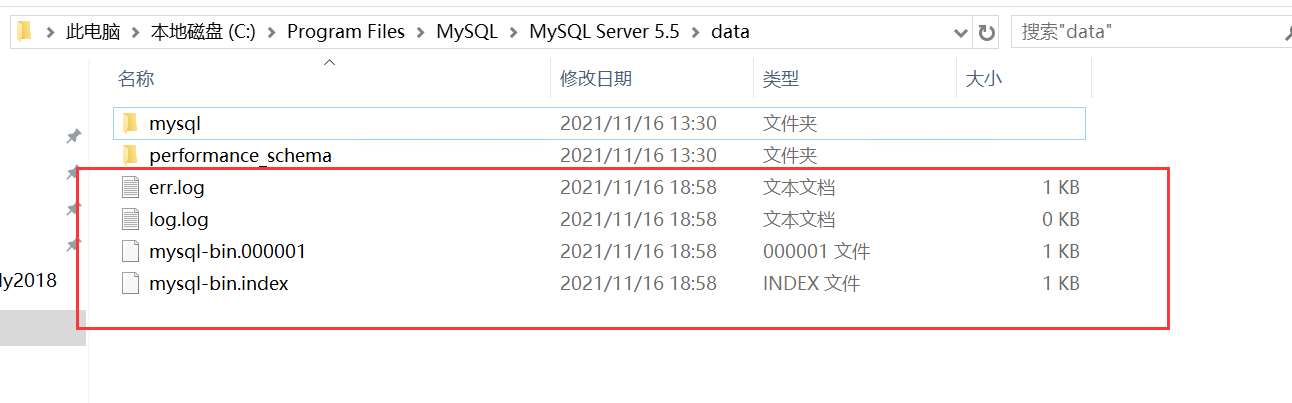 此电脑 本地磁盘 (C:) Program Files MySQL MySQL Server 5.5 data 搜索"data"
名称 修改日期 类型 大小
mysql 2021/11/16 13:30 文件夹
performance_schema 2021/11/16 13:30 文件夹
err.log 2021/11/16 18:58 文本文档 1 KB
log.log 2021/11/16 18:58 文本文档 0 KB
mysql-bin.000001 2021/11/16 18:58 000001 文件 1 KB
mysql-bin.index 2021/11/16 18:58 INDEX 文件 1 KB